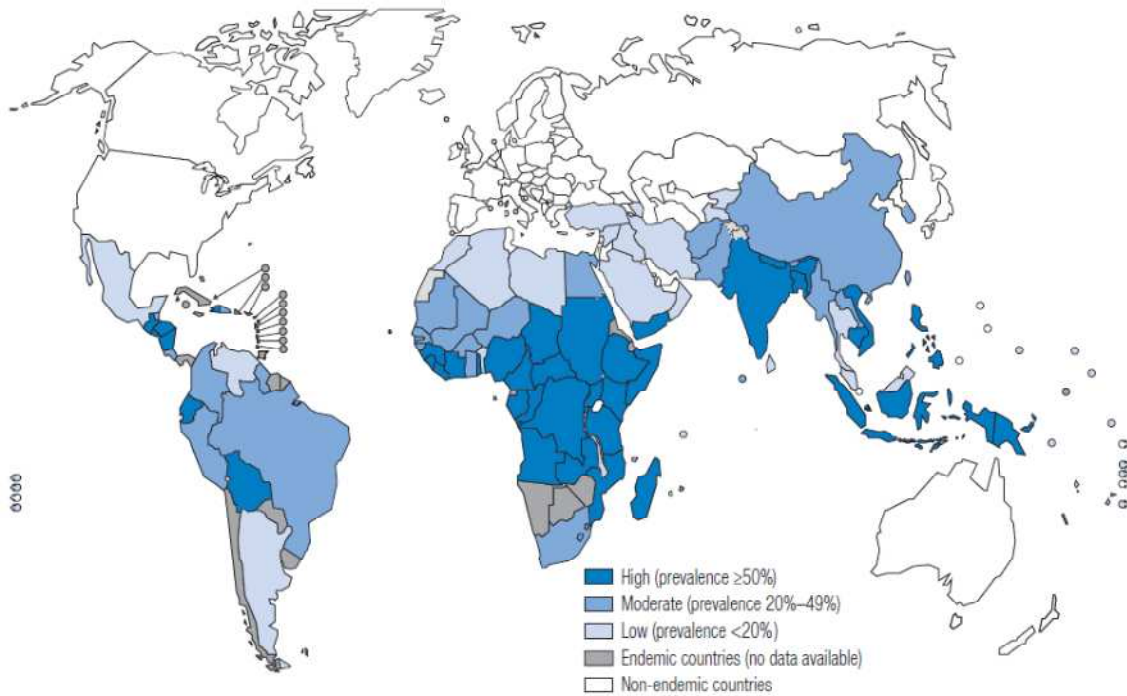 High (prevalence ≥50%)
Moderate (prevalence 20%–49%)
Low (prevalence <20%)
Endemic countries (no data available)
Non-endemic countries